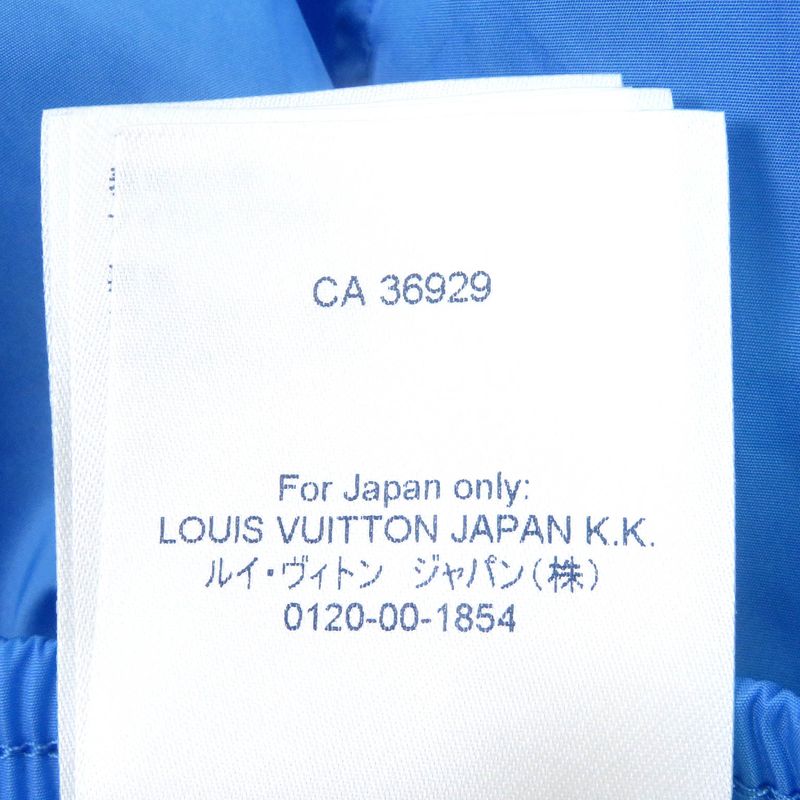 CA 36929
For Japan only:
LOUIS VUITTON JAPAN K.K.
ルイ・ヴィトン ジャパン(株)
0120-00-1854